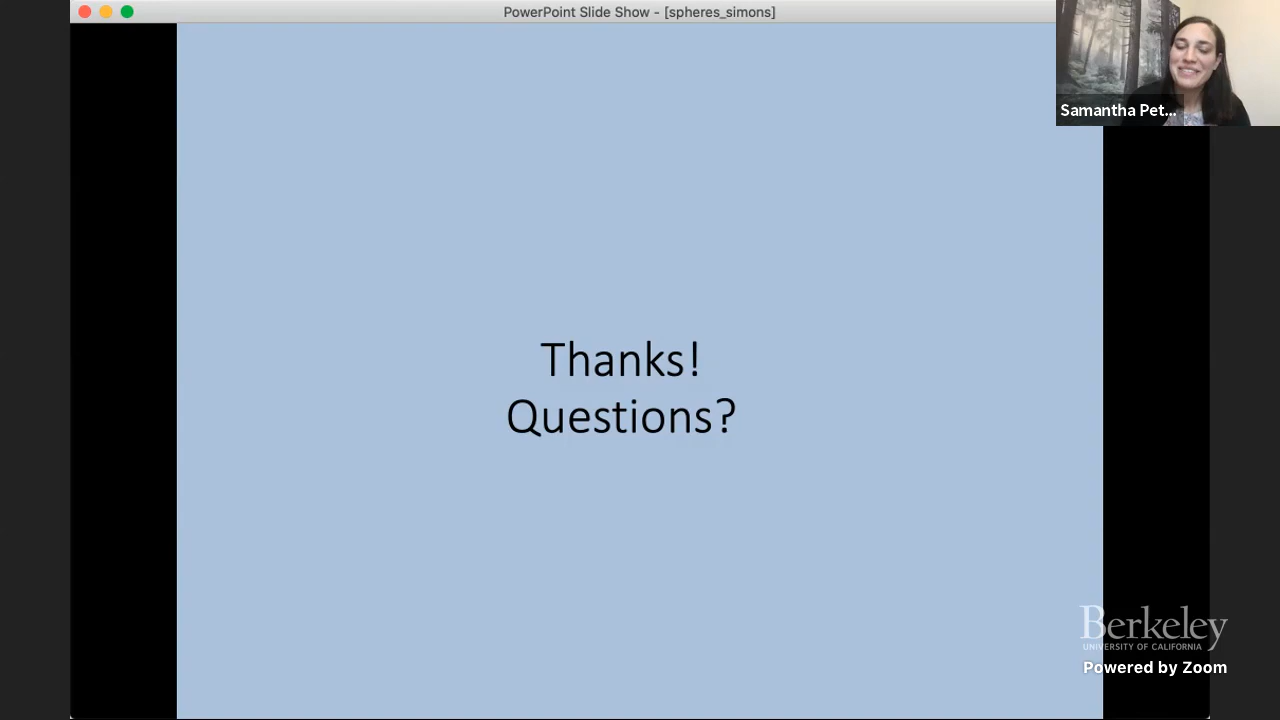 PowerPoint Slide Show - [spheres_simons]
Samantha Pet...
Thanks!
Questions?
Berkeley
UNIVERSITY OF CALIFORNIA
Powered by Zoom